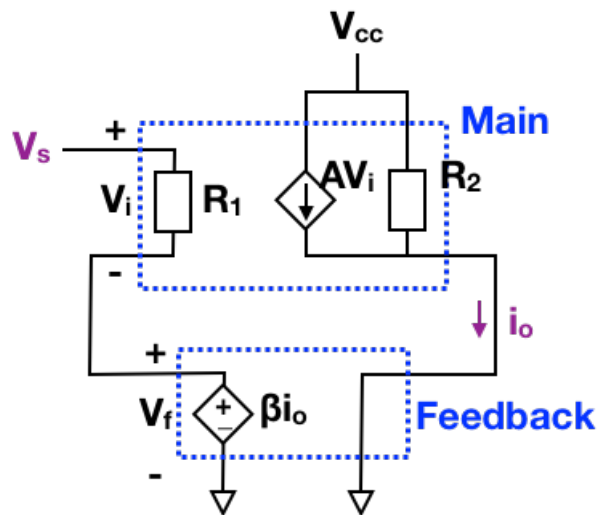 Vcc
+
Main
Vs
AVi
R2
Vi
R1
-
io
+
Vf
+
−
βio
Feedback
-